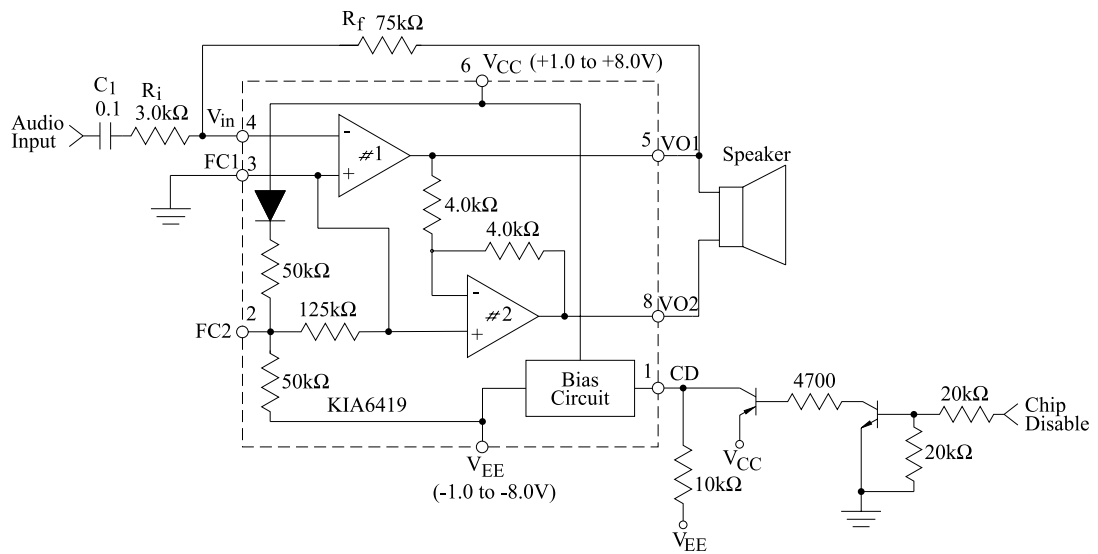 Rf 75kΩ
6 VCC (+1.0 to +8.0V)
C1
0.1
Ri
3.0kΩ
Audio
Input
Vin 4
FC1 3
-
+
#1
5 VO1
Speaker
4.0kΩ
4.0kΩ
50kΩ
125kΩ
-
+
#2
FC2 2
8 VO2
50kΩ
KIA6419
Bias
Circuit
1 CD
4700
20kΩ
Chip
Disable
VCC
20kΩ
10kΩ
VEE
VEE
(-1.0 to -8.0V)